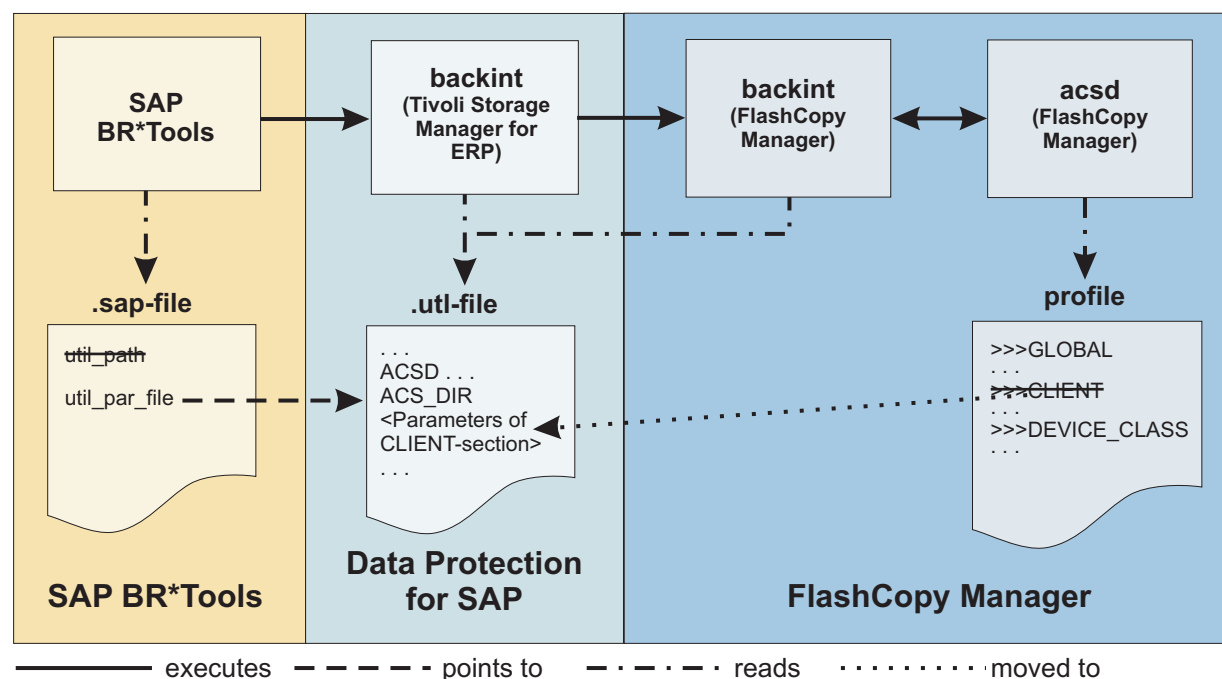 SAP
BR*Tools
backint
(Tivoli Storage
Manager for
ERP)
backint
(FlashCopy
Manager)
acsd
(FlashCopy
Manager)
.sap-file
util_path
util_par_file
.utl-file
. . .
ACSD . . .
ACS_DIR
<Parameters of
CLIENT-section>
. . .
profile
>>>GLOBAL
. . .
>>>CLIENT
. . .
>>>DEVICE_CLASS
. . .
SAP BR*Tools
Data Protection
for SAP
FlashCopy Manager
executes
points to
reads
moved to